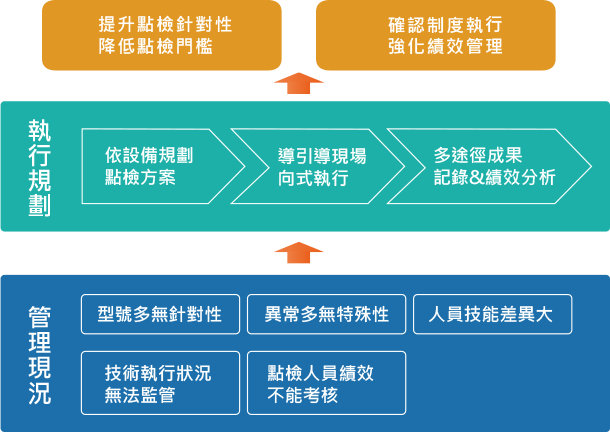 提升點檢針對性
降低點檢門檻
確認制度執行
強化績效管理
執行規劃
依設備規劃
點檢方案
導引導現場
向式執行
多途徑成果
記錄&績效分析
管理現況
型號多無針對性
異常多無特殊性
人員技能差異大
技術執行狀況
無法監管
點檢人員績效
不能考核